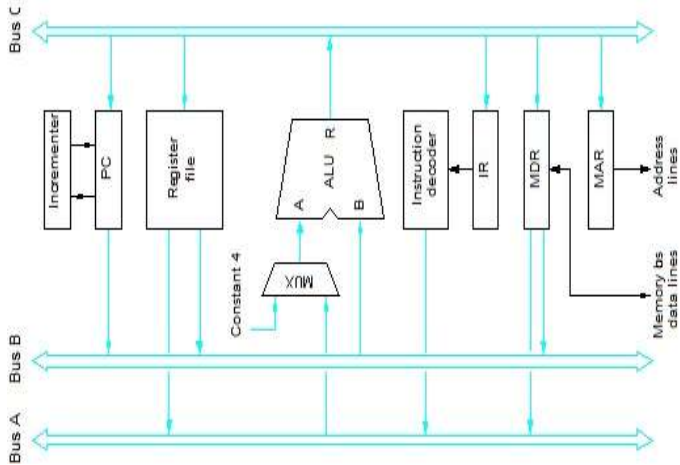 Bus A
Bus B
Bus C
Incrementer
PC
Register
file
Constant 4
MUX
A
ALU
R
B
Instruction
decoder
IR
MDR
MAR
Memory bs
data lines
Address
lines